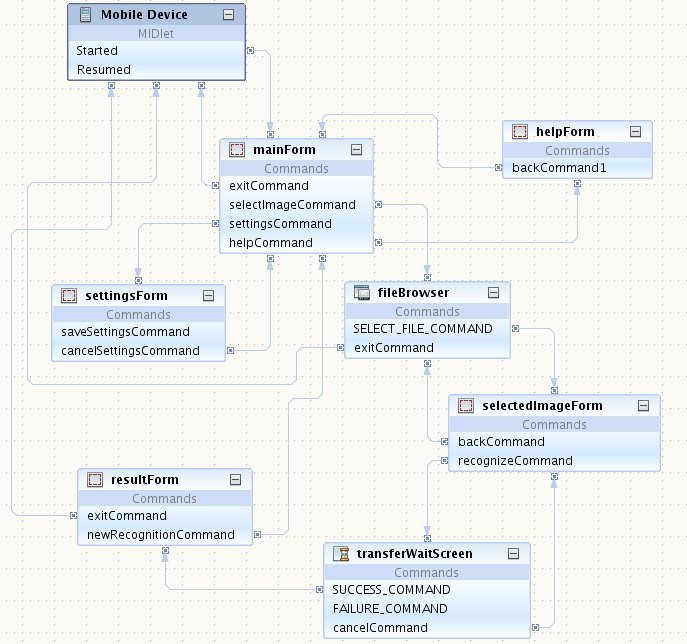 Mobile Device
MIDlet
Started
Resumed
mainForm
Commands
exitCommand
selectImageCommand
settingsCommand
helpCommand
helpForm
Commands
backCommand1
settingsForm
Commands
saveSettingsCommand
cancelSettingsCommand
fileBrowser
Commands
SELECT_FILE_COMMAND
exitCommand
selectedImageForm
Commands
backCommand
recognizeCommand
resultForm
Commands
exitCommand
newRecognitionCommand
transferWaitScreen
Commands
SUCCESS_COMMAND
FAILURE_COMMAND
cancelCommand